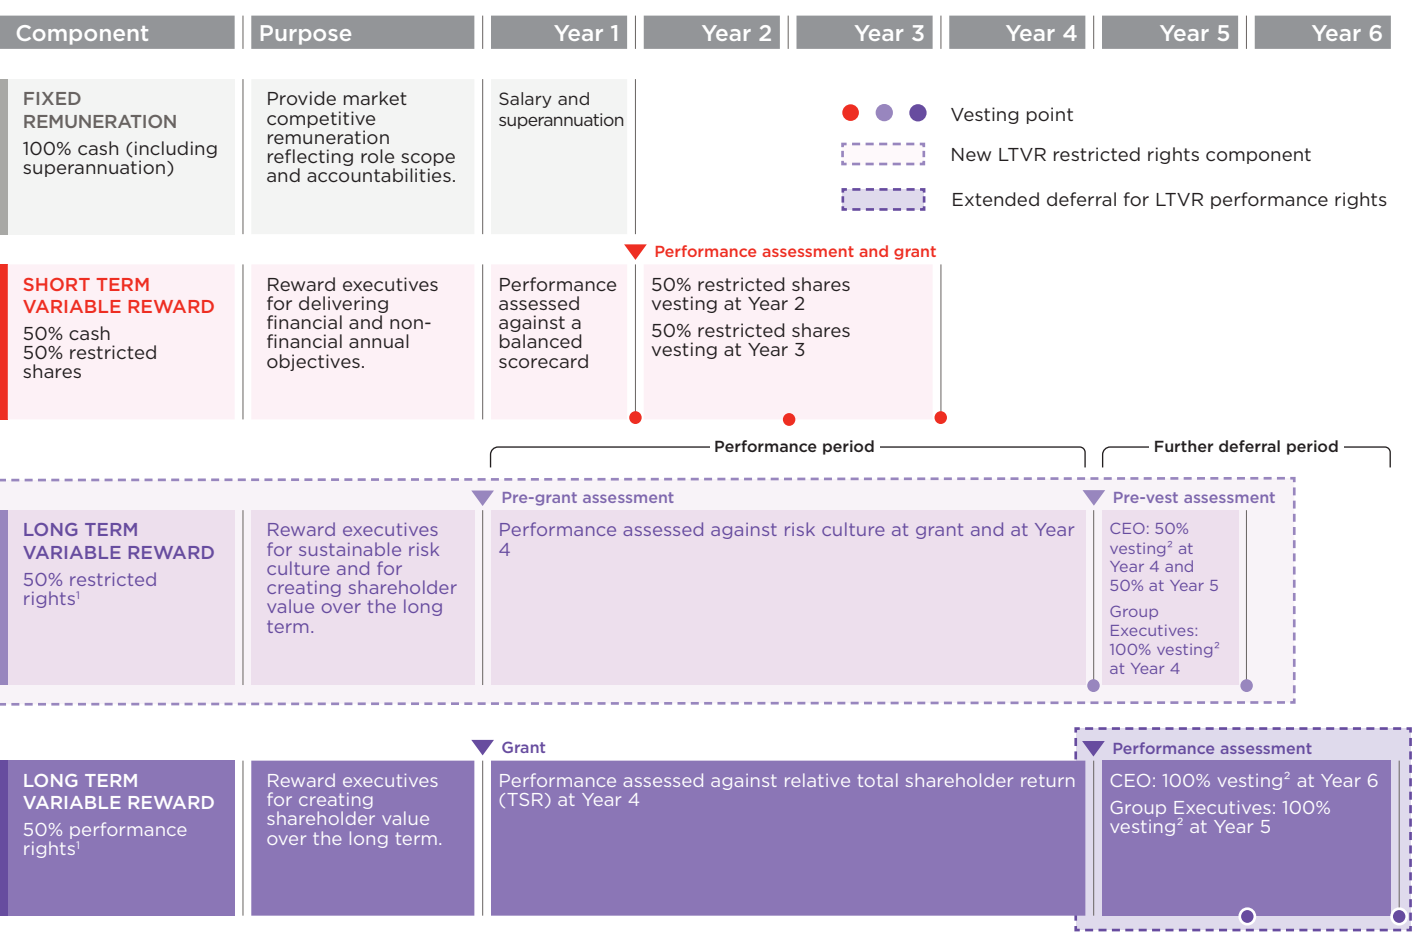 Component
Purpose
Year 1
Year 2
Year 3
Year 4
Year 5
Year 6
FIXED
REMUNERATION
100% cash (including
superannuation)
Provide market
competitive
remuneration
reflecting role scope
and accountabilities.
Salary and
superannuation
Vesting point
New LTVR restricted rights component
Extended deferral for LTVR performance rights
Performance assessment and grant
SHORT TERM
VARIABLE REWARD
50% cash
50% restricted
shares
Reward executives
for delivering
financial and non-
financial annual
objectives.
Performance
assessed
against a
balanced
scorecard
50% restricted shares
vesting at Year 2
50% restricted shares
vesting at Year 3
Performance period
Further deferral period
Pre-grant assessment
Pre-vest assessment
LONG TERM
VARIABLE REWARD
50% restricted
rights¹
Reward executives
for sustainable risk
culture and for
creating shareholder
value over the long
term.
Performance assessed against risk culture at grant and at Year
4
CEO: 50%
vesting² at
Year 4 and
50% at Year 5
Group
Executives:
100% vesting²
at Year 4
Grant
Performance assessment
LONG TERM
VARIABLE REWARD
50% performance
rights¹
Reward executives
for creating
shareholder value
over the long term.
Performance assessed against relative total shareholder return
(TSR) at Year 4
CEO: 100% vesting² at Year 6
Group Executives: 100%
vesting² at Year 5